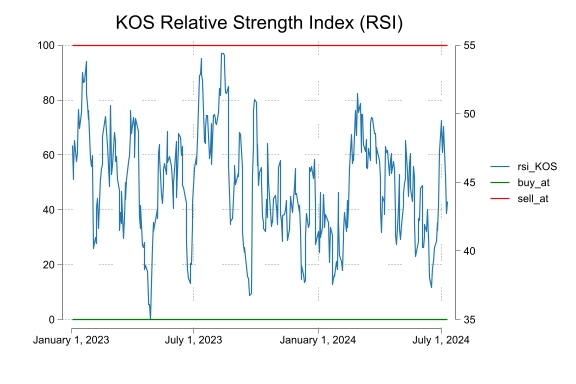 KOS Relative Strength Index (RSI)
100
80
60
40
20
0
55
50
45
40
35
January 1, 2023
July 1, 2023
January 1, 2024
July 1, 2024
rsi_KOS
buy_at
sell_at